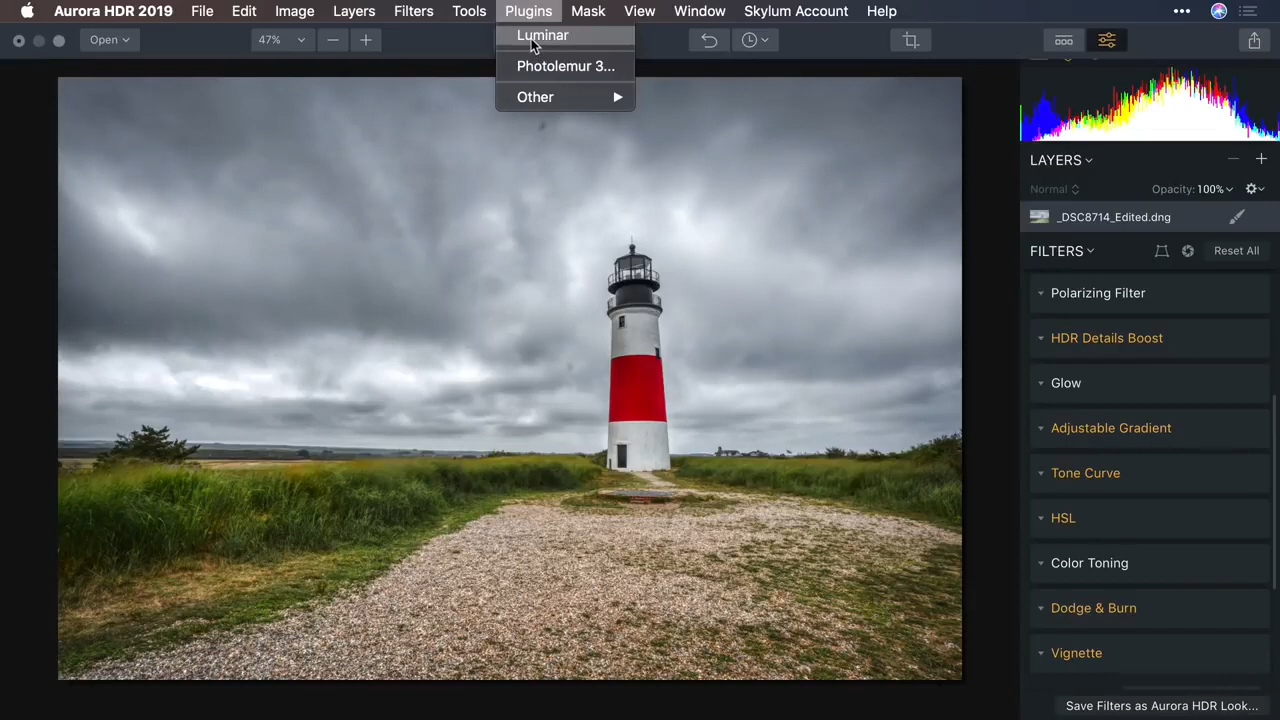 Aurora HDR 2019 File Edit Image Layers Filters Tools Plugins Mask View Window Skylum Account Help
Open 47%
Luminar
Photolemur 3...
Other
LAYERS
Normal Opacity: 100%
_DSC8714_Edited.dng
FILTERS Reset All
Polarizing Filter
HDR Details Boost
Glow
Adjustable Gradient
Tone Curve
HSL
Color Toning
Dodge & Burn
Vignette
Save Filters as Aurora HDR Look...